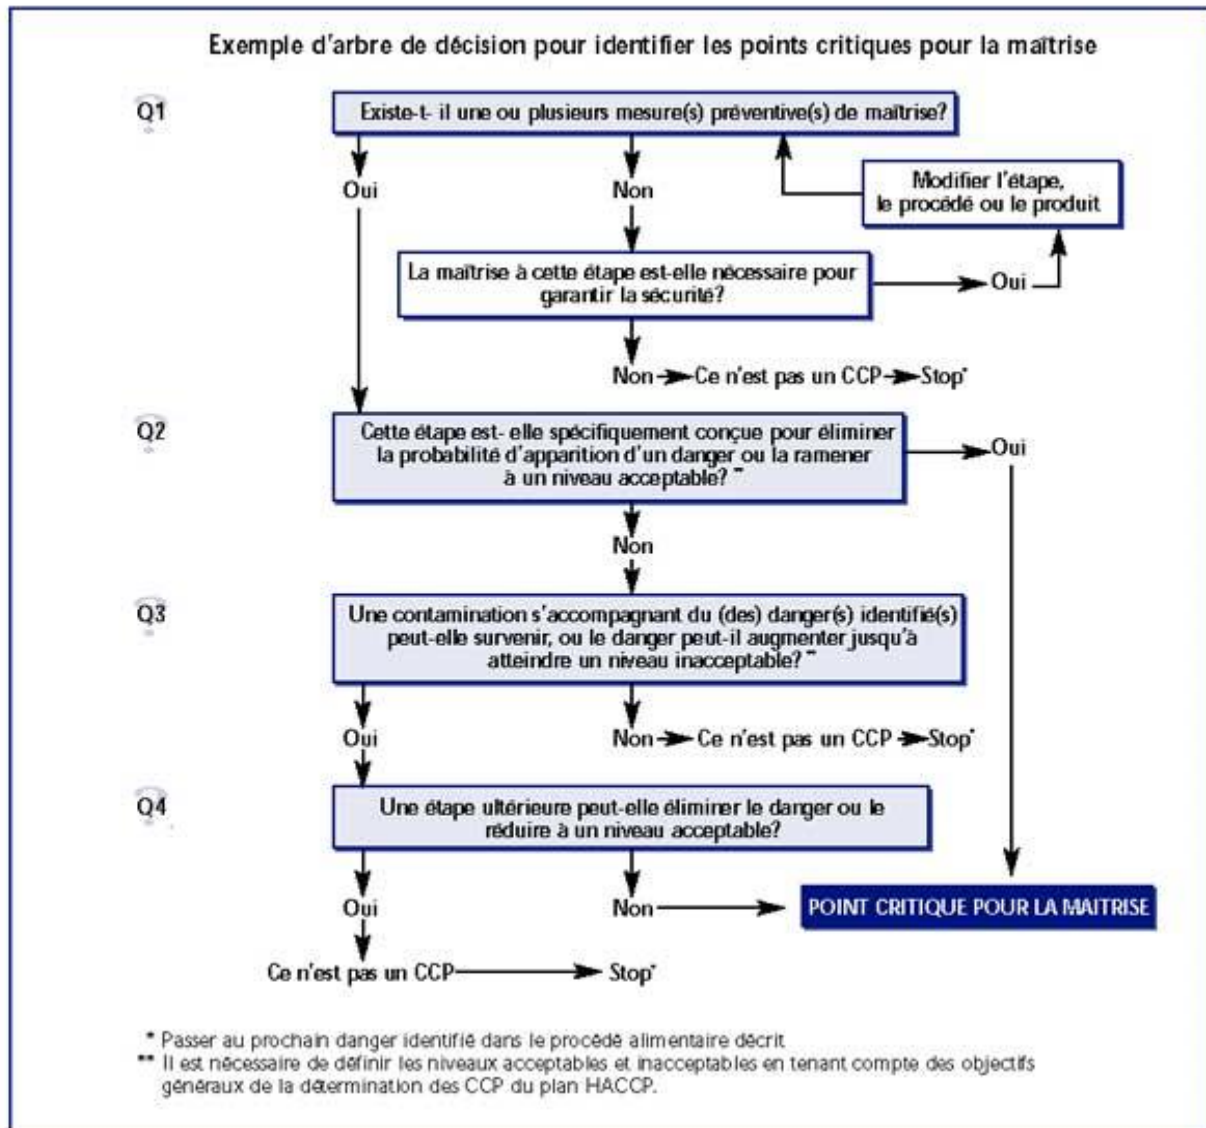 Exemple d'arbre de décision pour identifier les points critiques pour la maîtrise
Q1
Existe-t- il une ou plusieurs mesure(s) préventive(s) de maîtrise?
Oui
Non
Modifier l'étape,
le procédé ou le produit
La maîtrise à cette étape est-elle nécessaire pour
garantir la sécurité?
Oui
Non
Ce n'est pas un CCP
Stop*
Q2
Cette étape est- elle spécifiquement conçue pour éliminer
la probabilité d'apparition d'un danger ou la ramener
à un niveau acceptable? **
Oui
Non
Q3
Une contamination s'accompagnant du (des) danger(s) identifié(s)
peut-elle survenir, ou le danger peut-il augmenter jusqu'à
atteindre un niveau inacceptable? **
Oui
Non
Ce n'est pas un CCP
Stop*
Q4
Une étape ultérieure peut-elle éliminer le danger ou le
réduire à un niveau acceptable?
Oui
Non
POINT CRITIQUE POUR LA MAITRISE
Ce n'est pas un CCP
Stop*
* Passer au prochain danger identifié dans le procédé alimentaire décrit
** Il est nécessaire de définir les niveaux acceptables et inacceptables en tenant compte des objectifs
généraux de la détermination des CCP du plan HACCP.